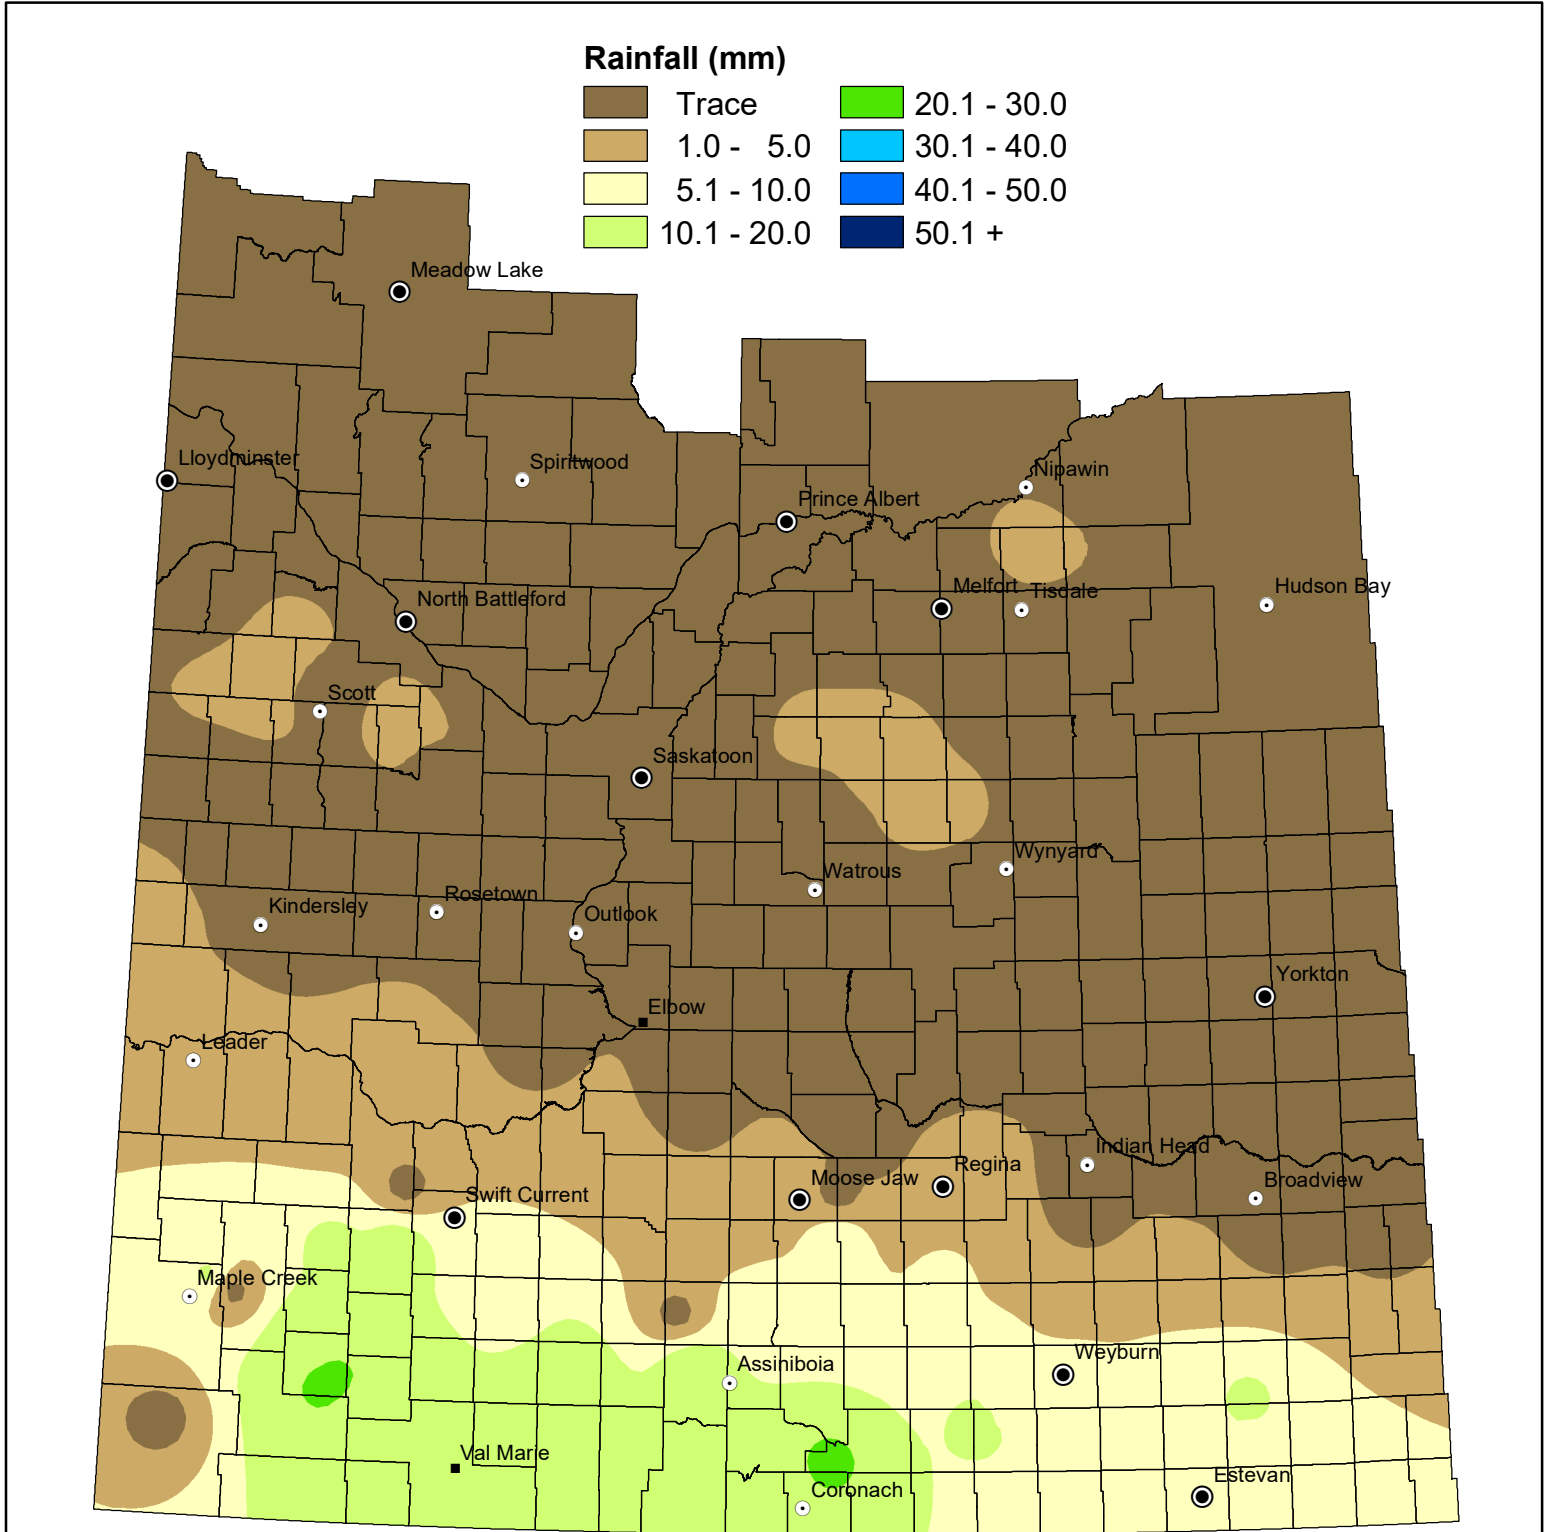 Rainfall (mm)
Trace
20.1 - 30.0
1.0 - 5.0
30.1 - 40.0
5.1 - 10.0
40.1 - 50.0
10.1 - 20.0
50.1 +
Meadow Lake
Lloydminster
Spiritwood
Nipawin
Prince Albert
North Battleford
Melfort
Tisdale
Hudson Bay
Scott
Saskatoon
Wynyard
Watrous
Rosetown
Kindersley
Outlook
Yorkton
Elbow
Leader
Indian Head
Regina
Moose Jaw
Broadview
Swift Current
Maple Creek
Weyburn
Assiniboia
Val Marie
Estevan
Coronach